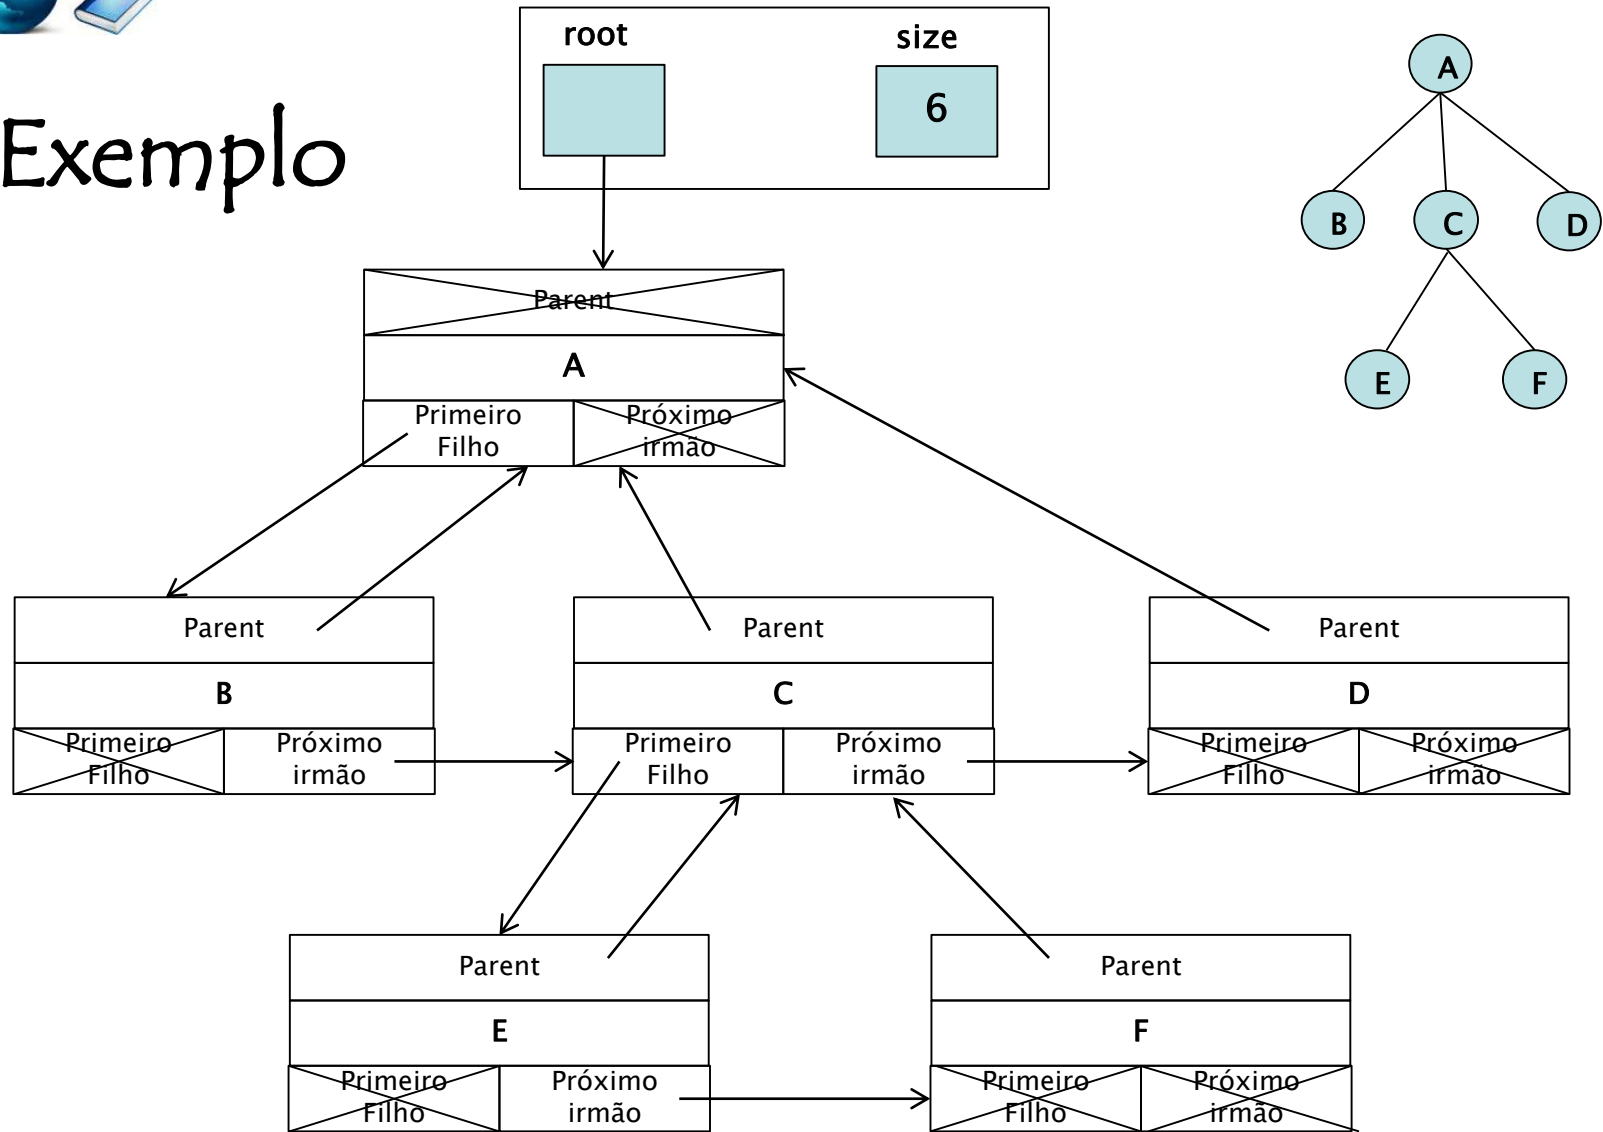 root
size
6
Exemplo
A
B
C
D
E
F
Parent
A
Primeiro
Filho
Próximo
irmão
Parent
B
Primeiro
Filho
Próximo
irmão
Parent
C
Primeiro
Filho
Próximo
irmão
Parent
D
Primeiro
Filho
Próximo
irmão
Parent
E
Primeiro
Filho
Próximo
irmão
Parent
F
Primeiro
Filho
Próximo
irmão